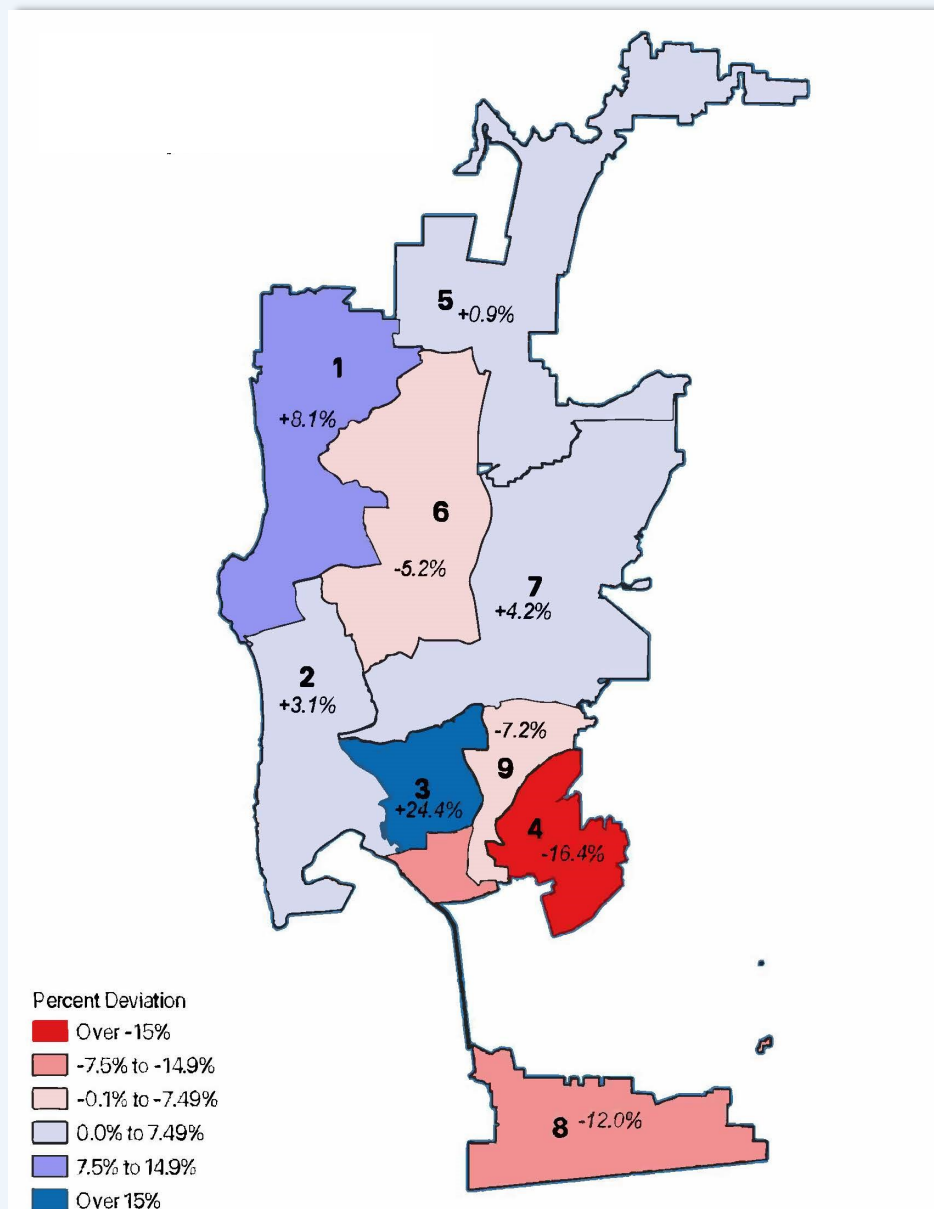 5
+0.9%
1
+8.1%
6
-5.2%
7
+4.2%
2
+3.1%
-7.2%
9
3
+24.4%
4
-16.4%
8 -12.0%
Percent Deviation
Over -15%
-7.5% to -14.9%
-0.1% to -7.49%
0.0% to 7.49%
7.5% to 14.9%
Over 15%